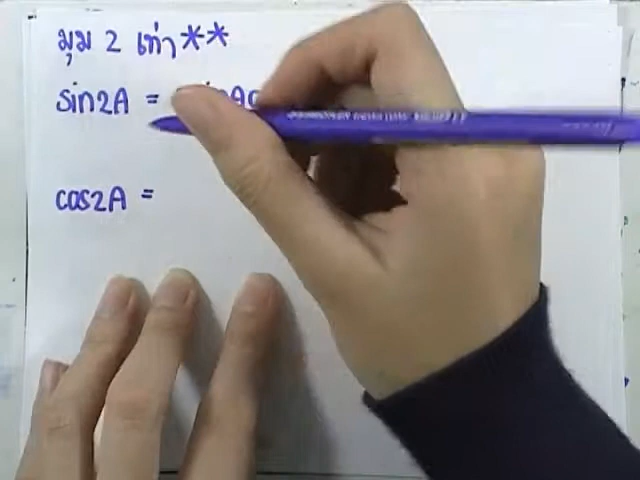 มุม 2 เท่า**
sin2A =
cos2A =